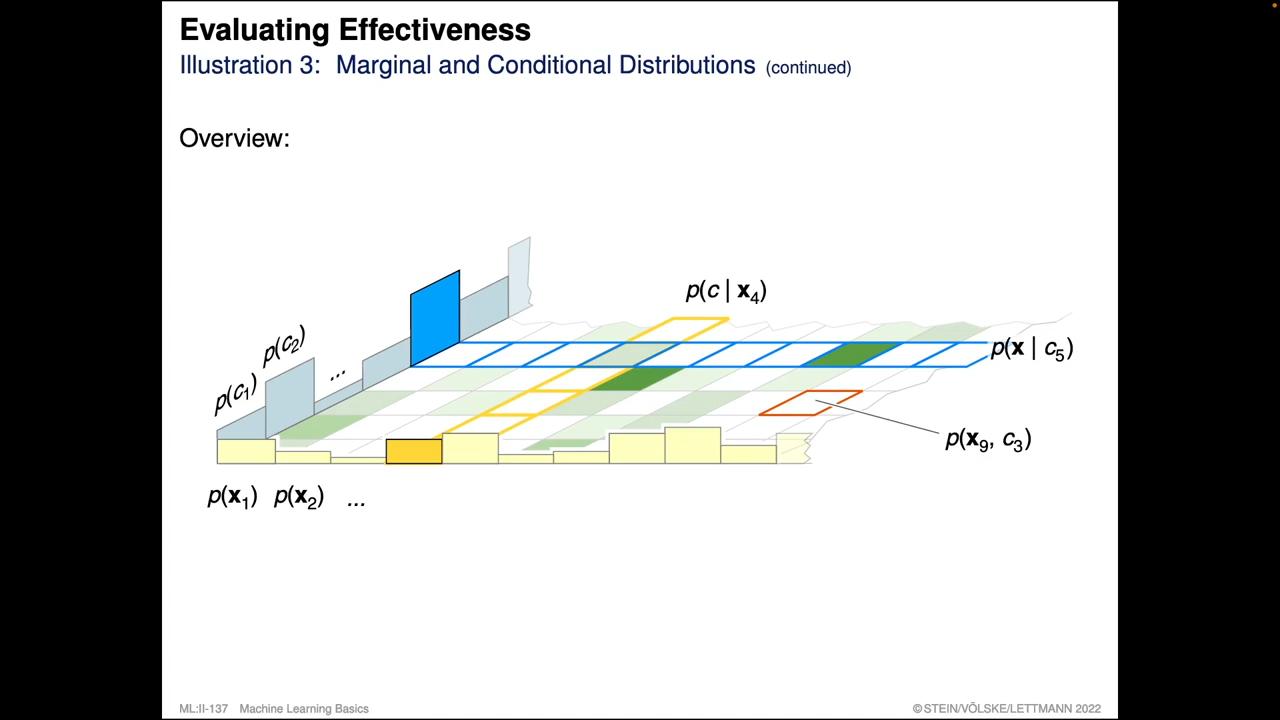 Evaluating Effectiveness
Illustration 3: Marginal and Conditional Distributions (continued)
Overview:
p(c | x4)
p(c2)
p(x | c5)
...
p(c1)
p(x9, c3)
p(x1) p(x2) ...
ML:II-137 Machine Learning Basics
© STEIN/VÖLSKE/LETTMANN 2022